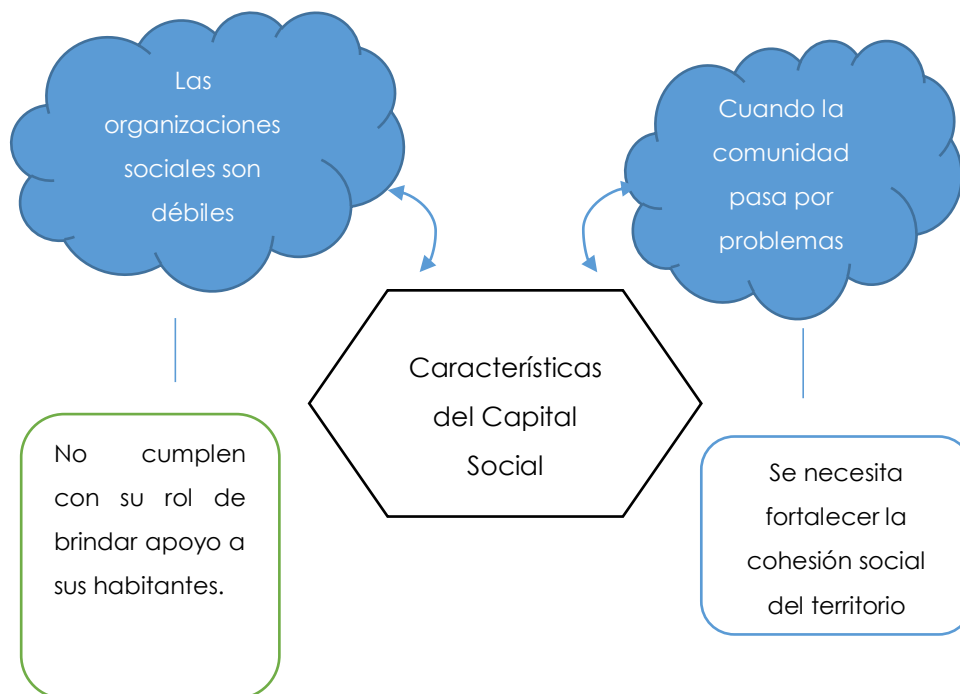 Las
organizaciones
sociales son
débiles
Cuando la
comunidad
pasa por
problemas
Característicias
del Capital
Social
No cumplen
con su rol de
brindar apoyo a
sus habitantes.
Se necesita
fortalecer la
cohesión social
del territorio